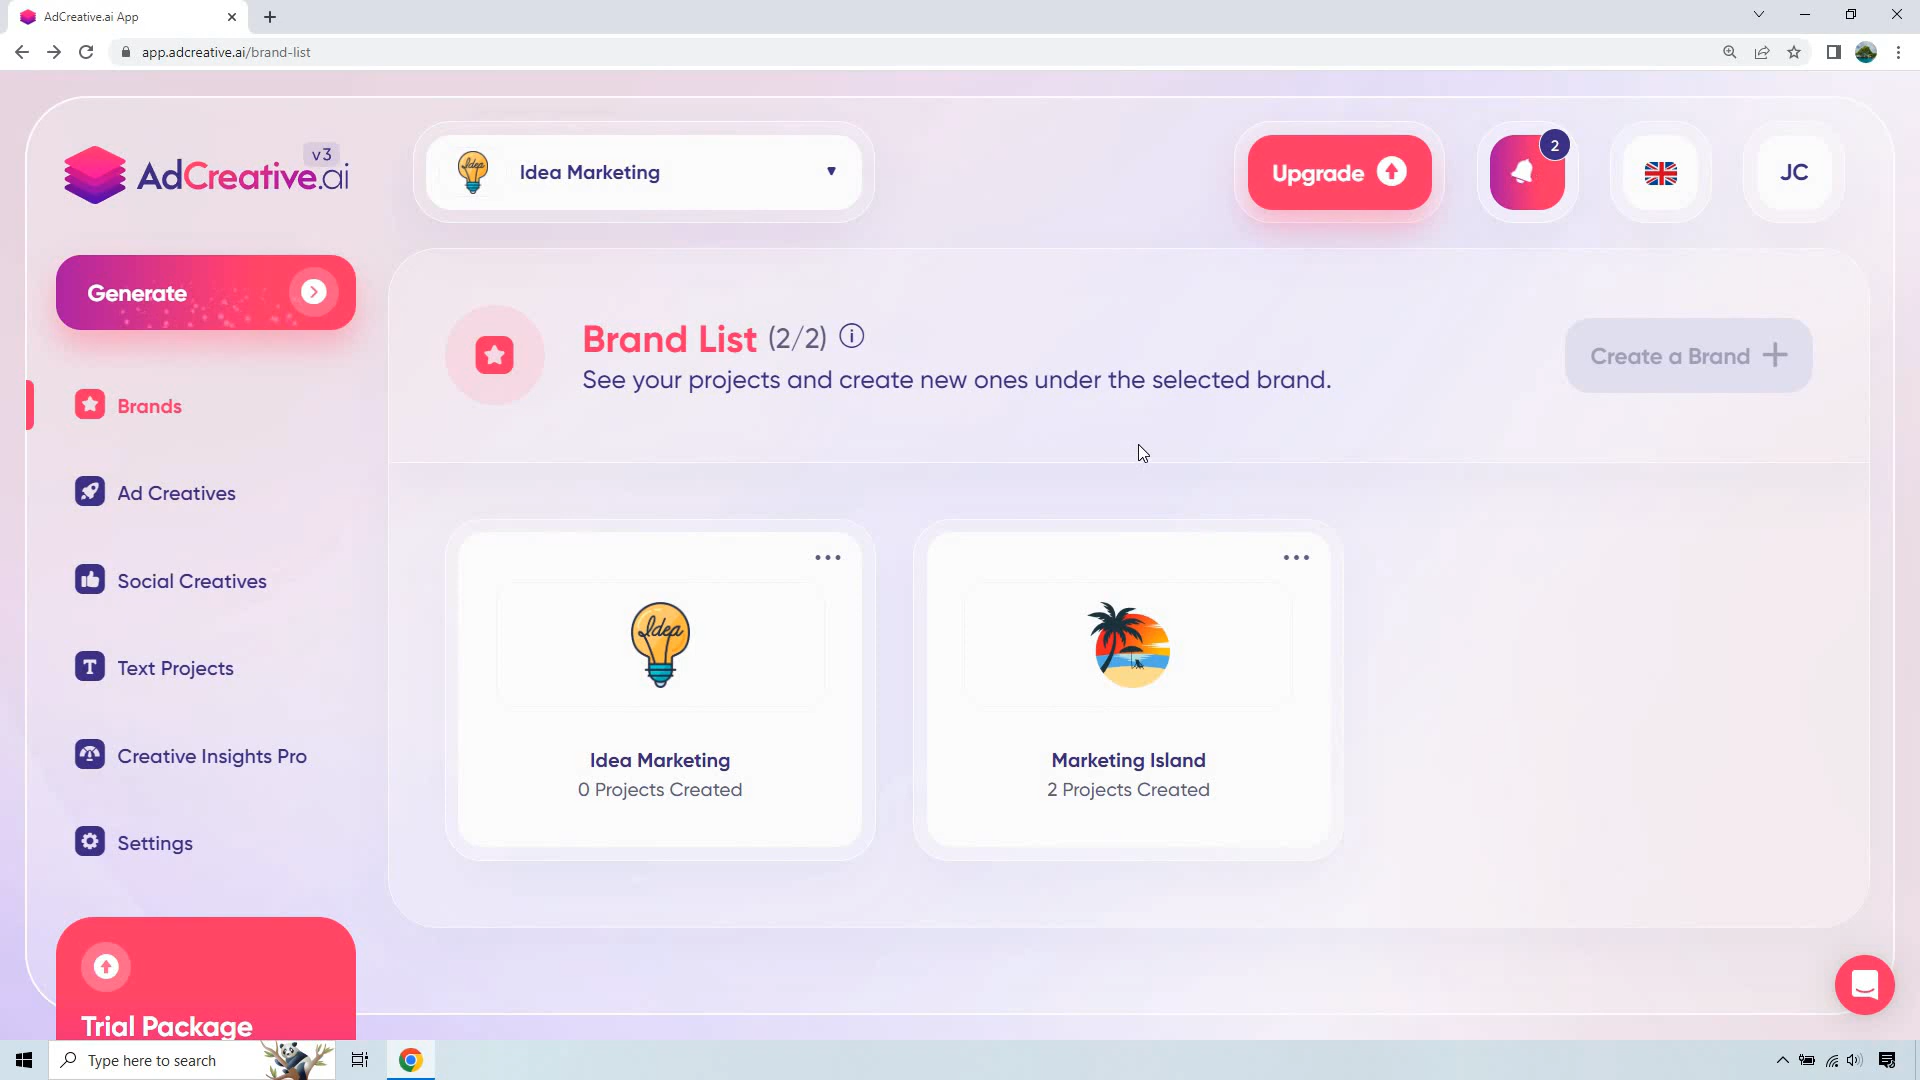 AdCreative.ai App
app.adcreative.ai/brand-list
AdCreative.ai v3
Idea
Idea Marketing
Upgrade
2
JC
Generate
Brand List (2/2)
See your projects and create new ones under the selected brand.
Create a Brand
Brands
Ad Creatives
Social Creatives
Text Projects
Creative Insights Pro
Settings
Idea
Idea Marketing
0 Projects Created
Marketing Island
2 Projects Created
Trial Package
Type here to search